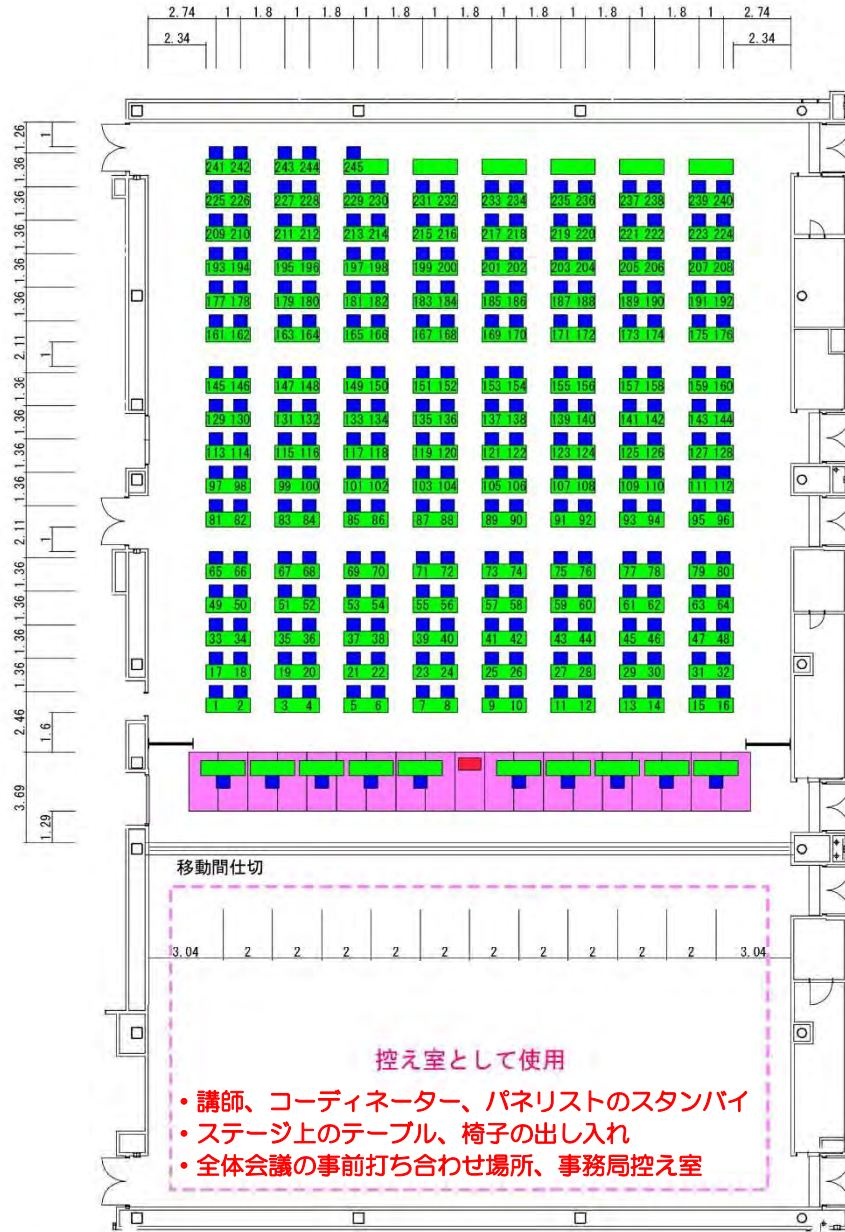 2.74 1 1.8 1 1.8 1 1.8 1 1.8 1 1.8 1 1.8 1 1.8 1 2.74
2.34 2.34
1.26 1
1.36
1.36
1.36
1.36
1.36
2.11 1
1.36
1.36
1.36
1.36
2.11 1
1.36
1.36
1.36
1.36
2.46 1.6
3.69 1.29
241 242 243 244 245
225 226 227 228 229 230 231 232 233 234 235 236 237 238 239 240
209 210 211 212 213 214 215 216 217 218 219 220 221 222 223 224
193 194 195 196 197 198 199 200 201 202 203 204 205 206 207 208
177 178 179 180 181 182 183 184 185 186 187 188 189 190 191 192
161 162 163 164 165 166 167 168 169 170 171 172 173 174 175 176
145 146 147 148 149 150 151 152 153 154 155 156 157 158 159 160
129 130 131 132 133 134 135 136 137 138 139 140 141 142 143 144
113 114 115 116 117 118 119 120 121 122 123 124 125 126 127 128
97 98 99 100 101 102 103 104 105 106 107 108 109 110 111 112
81 82 83 84 85 86 87 88 89 90 91 92 93 94 95 96
65 66 67 68 69 70 71 72 73 74 75 76 77 78 79 80
49 50 51 52 53 54 55 56 57 58 59 60 61 62 63 64
33 34 35 36 37 38 39 40 41 42 43 44 45 46 47 48
17 18 19 20 21 22 23 24 25 26 27 28 29 30 31 32
1 2 3 4 5 6 7 8 9 10 11 12 13 14 15 16
移動間仕切
3.04 2 2 2 2 2 2 2 2 2 2 3.04
控え室として使用
• 講師、コーディネーター、パネリストのスタンバイ
• ステージ上のテーブル、椅子の出し入れ
• 全体会議の事前打ち合わせ場所、事務局控え室